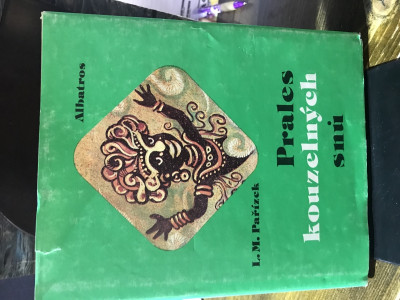 L. M. Pařízek
Prales
kouzelných
snů
Albatros